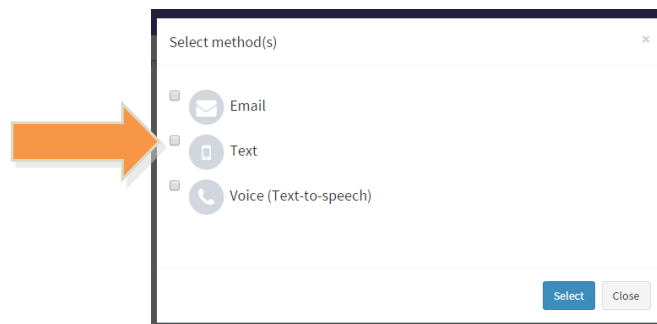 Select method(s)
×
Email
Text
Voice (Text-to-speech)
Select Close